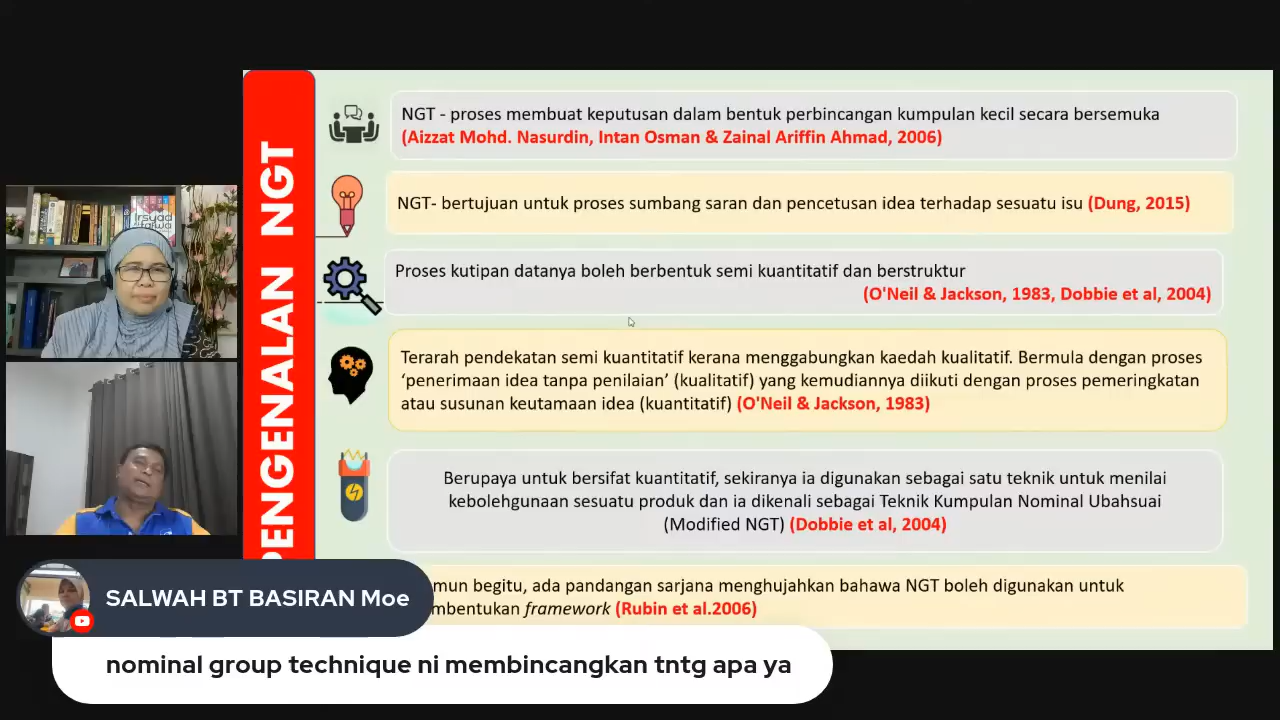 PENGENALAN NGT
NGT - proses membuat keputusan dalam bentuk perbincangan kumpulan kecil secara bersemuka
(Aizzat Mohd. Nasurdin, Intan Osman & Zainal Ariffin Ahmad, 2006)
NGT- bertujuan untuk proses sumbang saran dan pencetusan idea terhadap sesuatu isu (Dung, 2015)
Proses kutipan datanya boleh berbentuk semi kuantitatif dan berstruktur
(O'Neil & Jackson, 1983, Dobbie et al, 2004)
Terarah pendekatan semi kuantitatif kerana menggabungkan kaedah kualitatif. Bermula dengan proses
‘penerimaan idea tanpa penilaian’ (kualitatif) yang kemudiannya diikuti dengan proses pemeringkatan
atau susunan keutamaan idea (kuantitatif) (O'Neil & Jackson, 1983)
Berupaya untuk bersifat kuantitatif, sekiranya ia digunakan sebagai satu teknik untuk menilai
kebolehgunaan sesuatu produk dan ia dikenali sebagai Teknik Kumpulan Nominal Ubahsuai
(Modified NGT) (Dobbie et al, 2004)
mun begitu, ada pandangan sarjana menghujahkan bahawa NGT boleh digunakan untuk
mbentukan framework (Rubin et al.2006)
SALWAH BT BASIRAN Moe
nominal group technique ni membincangkan tntg apa ya